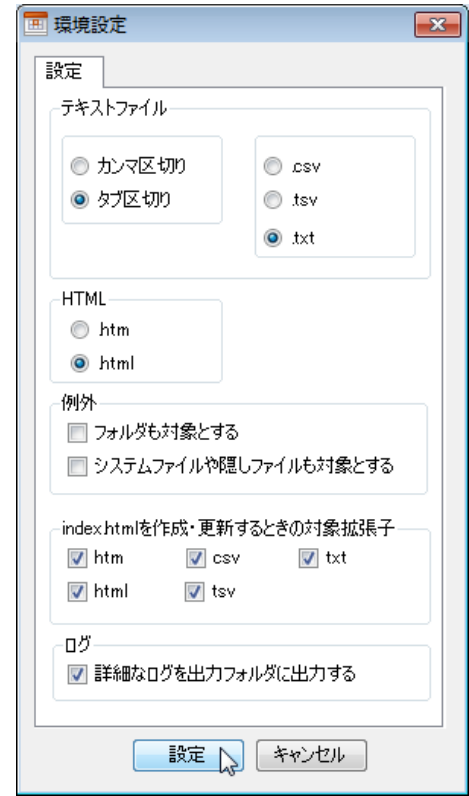 環境設定
設定
テキストファイル
カンマ区切り
.csv
タブ区切り
.tsv
.txt
HTML
.htm
.html
例外
フォルダも対象とする
システムファイルや隠しファイルも対象とする
index.htmlを作成・更新するときの対象拡張子
htm csv txt
html tsv
ログ
詳細なログを出力フォルダに出力する
設定 キャンセル